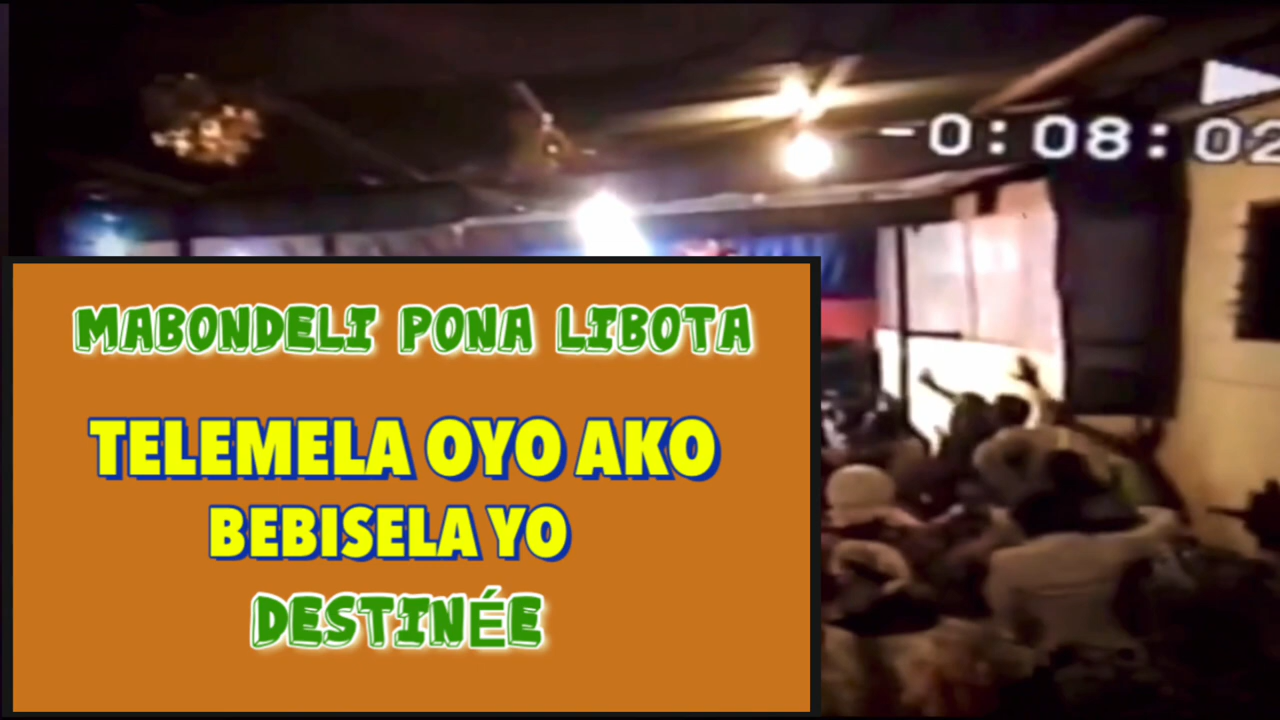 -0:08:02
MABONDELI PONA LIBOTA
TELEMELA OYO AKO
BEBISELA YO
DESTINÉE